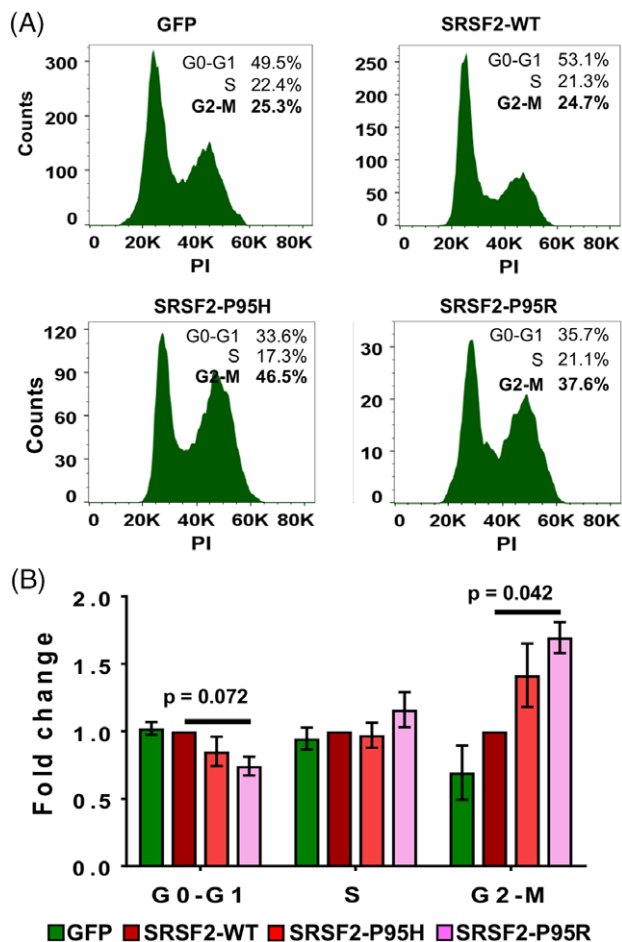 (A)
GFP
G0-G1 49.5%
S 22.4%
G2-M 25.3%
Counts
300
200
100
0
0 20K 40K 60K 80K
PI
SRSF2-WT
G0-G1 53.1%
S 21.3%
G2-M 24.7%
250
200
150
100
50
0
0 20K 40K 60K 80K
PI
SRSF2-P95H
G0-G1 33.6%
S 17.3%
G2-M 46.5%
Counts
120
90
60
30
0
0 20K 40K 60K 80K
PI
SRSF2-P95R
G0-G1 35.7%
S 21.1%
G2-M 37.6%
30
20
10
0
0 20K 40K 60K 80K
PI
(B)
Fold change
2.0
1.5
1.0
0.5
0.0
p = 0.072
p = 0.042
G0-G1 S G2-M
GFP SRSF2-WT SRSF2-P95H SRSF2-P95R